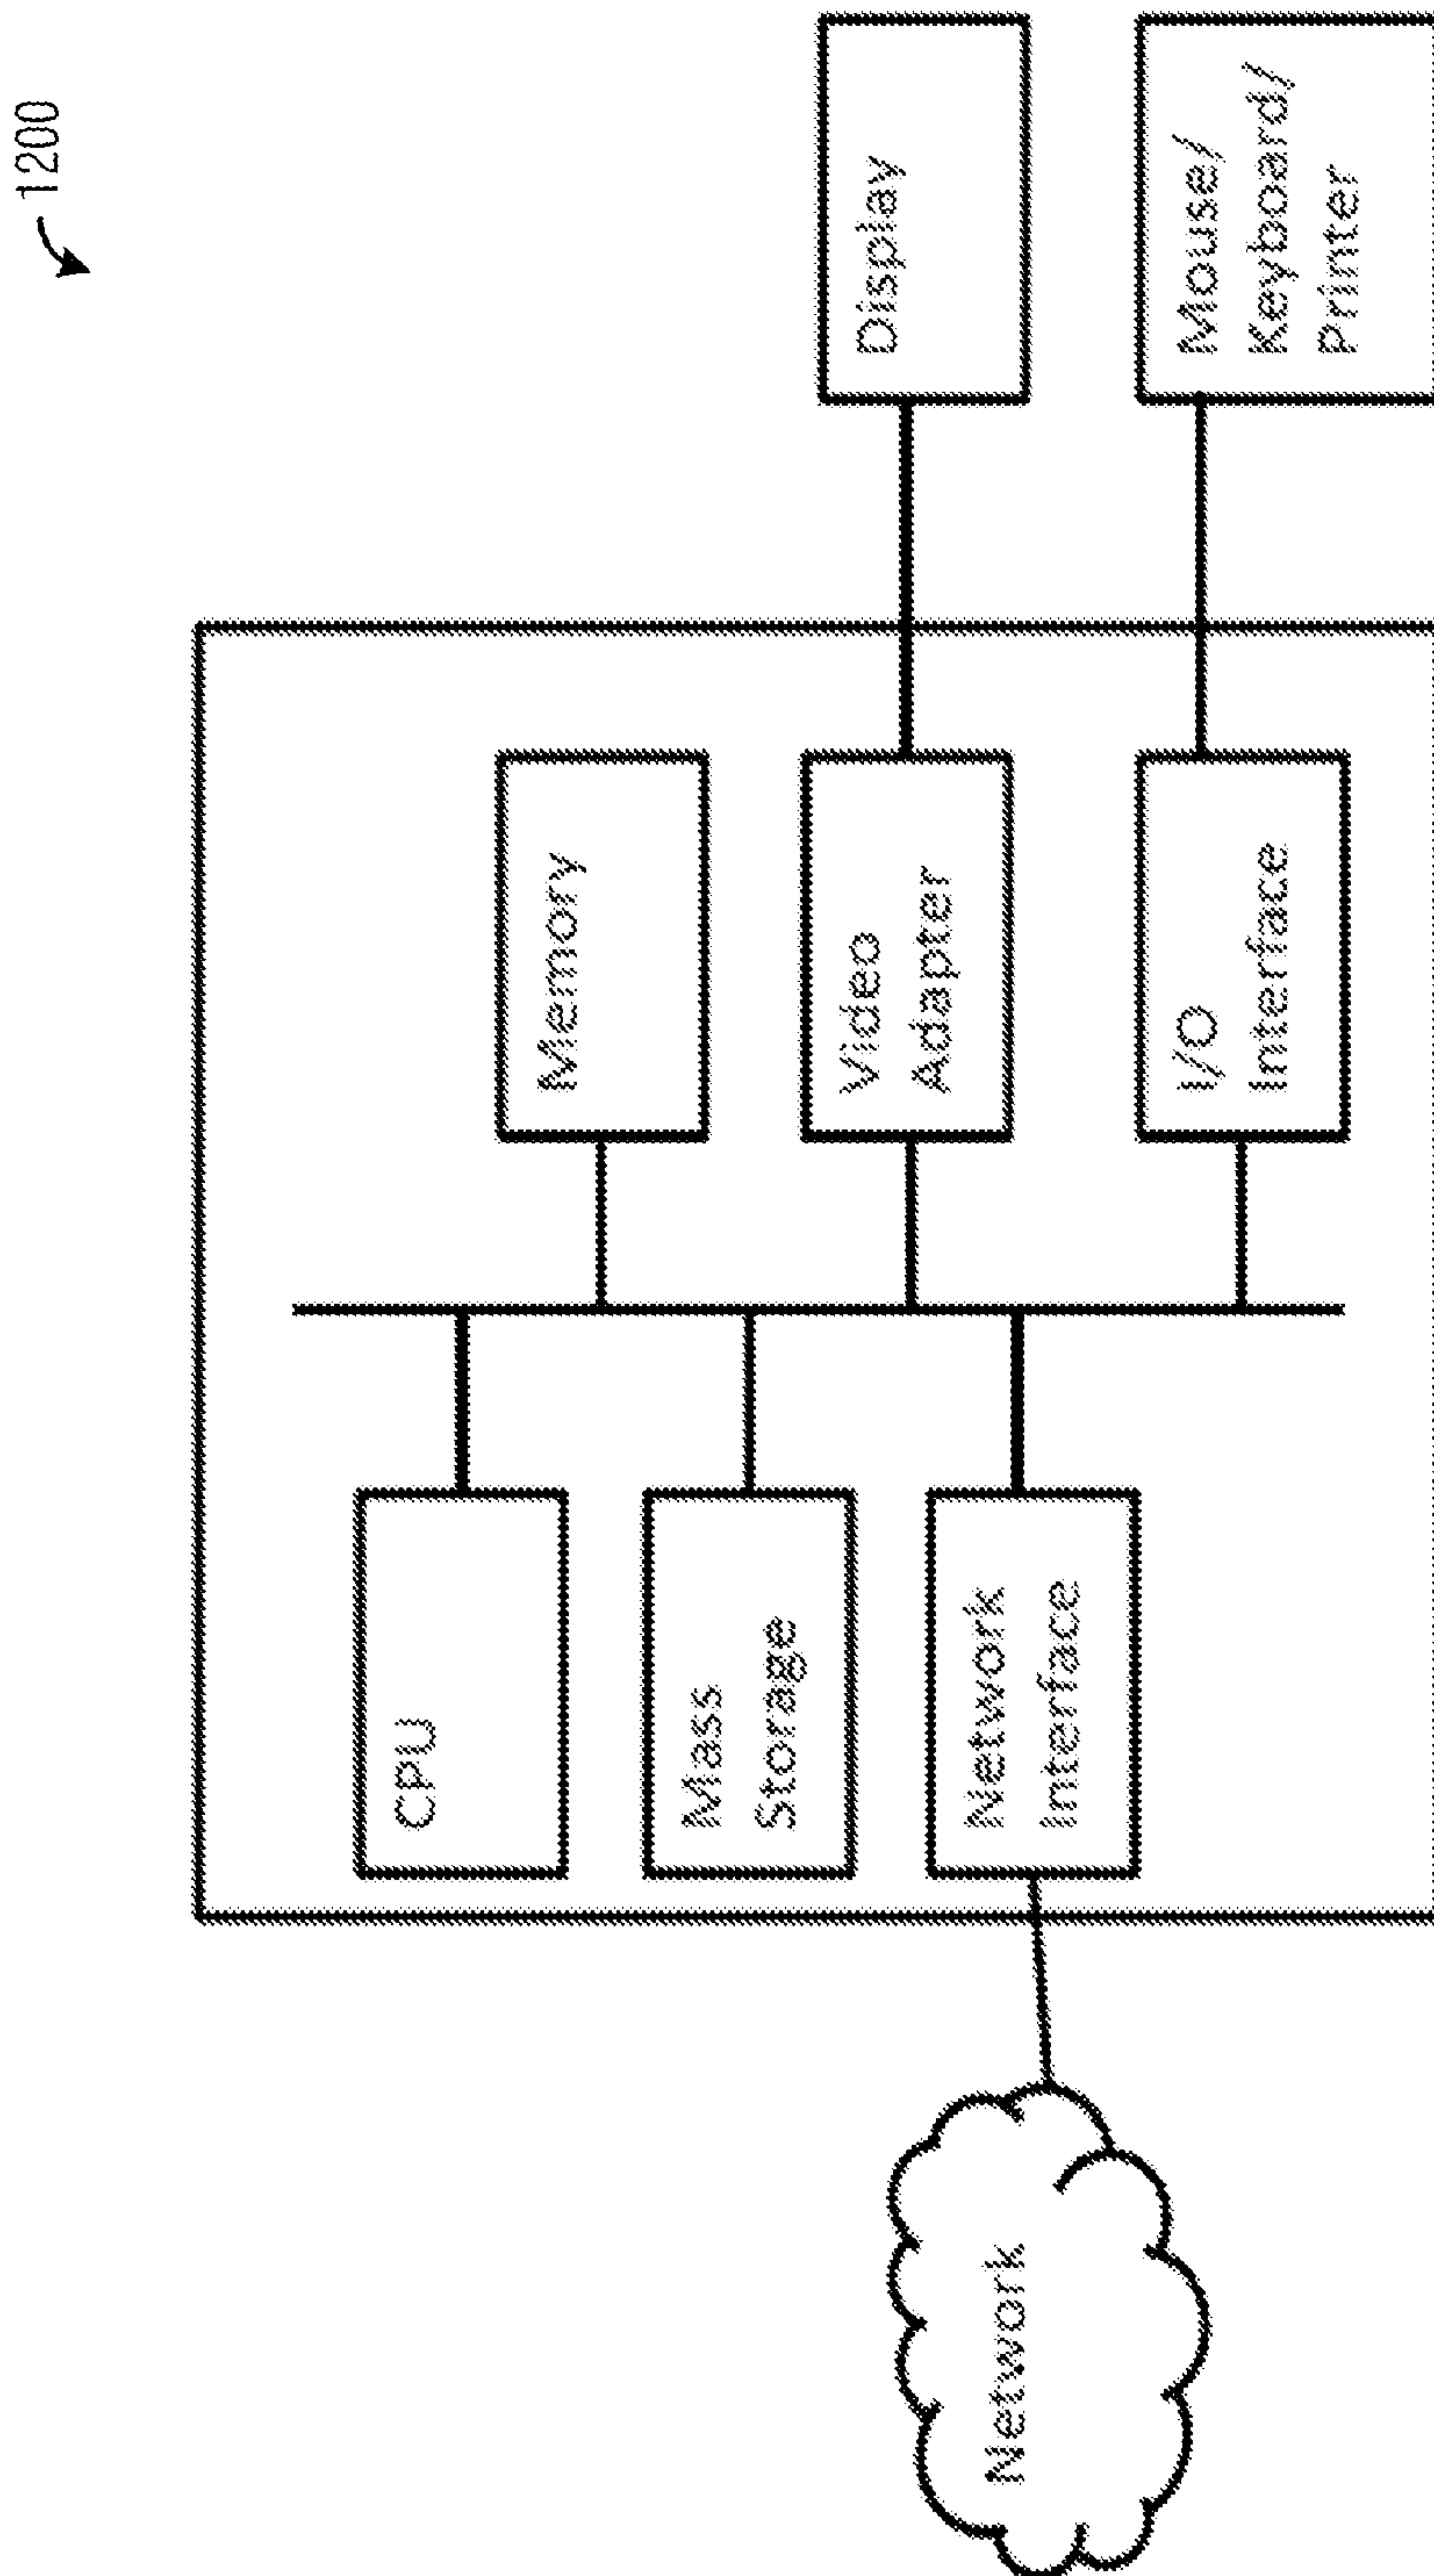 1200
CPU
Memory
Mass
Storage
Video
Adapter
Display
Network
Network
Interface
I/O
Interface
Mouse/
Keyboard/
Printer